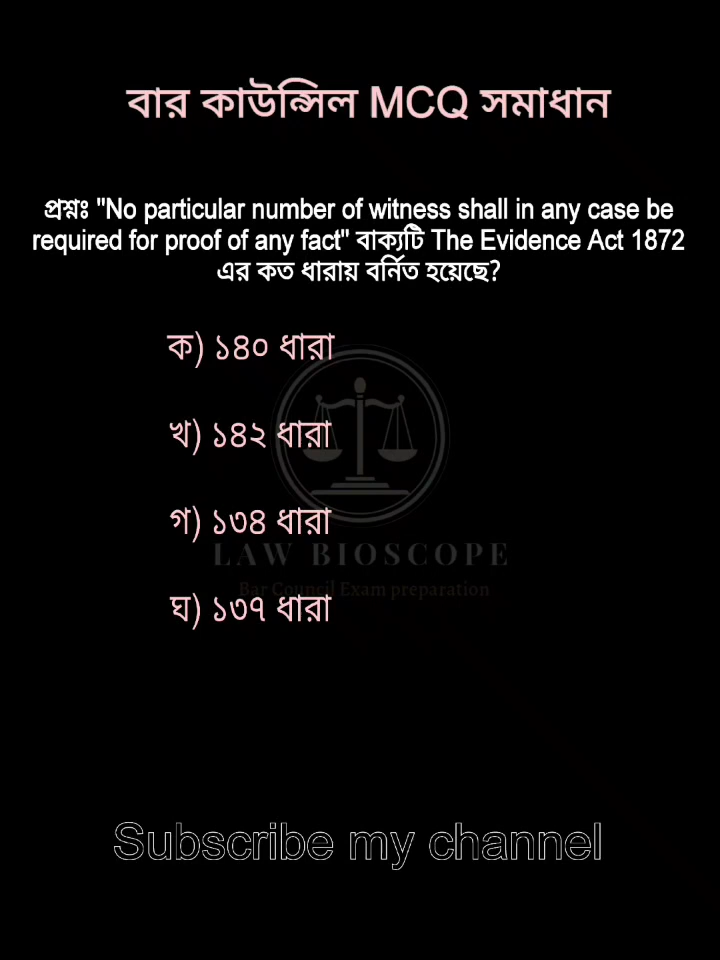 বার কাউন্সিল MCQ সমাধান
প্রশ্নঃ "No particular number of witness shall in any case be
required for proof of any fact" বাক্যটি The Evidence Act 1872
এর কত ধারায় বর্নিত হয়েছে?
ক) ১৪০ ধারা
খ) ১৪২ ধারা
গ) ১৩৪ ধারা
LAW BIOSCOPE
Bar Council Exam preparation
ঘ) ১৩৭ ধারা
Subscribe my channel